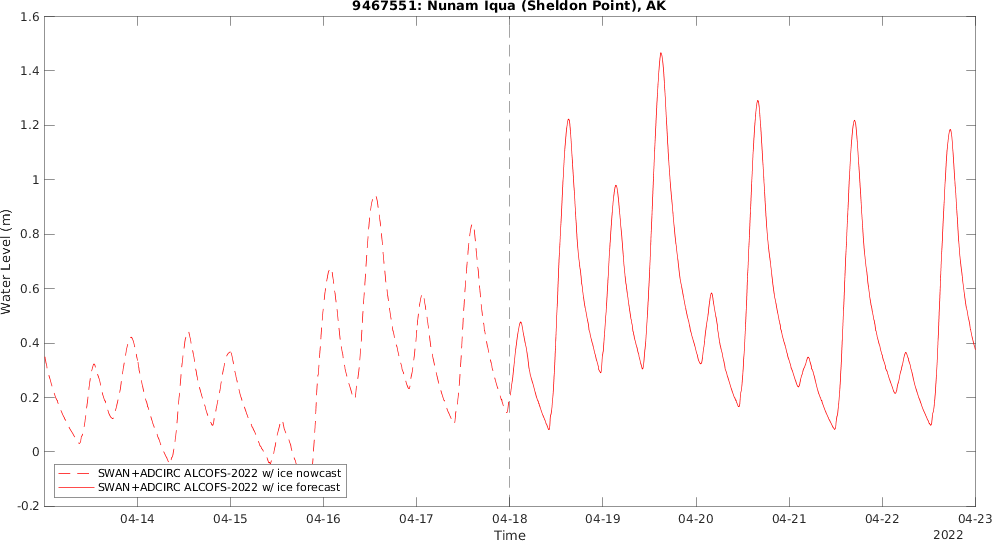 9467551: Nunam Iqua (Sheldon Point), AK
1.6
1.4
1.2
1
0.8
0.6
0.4
0.2
0
-0.2
Water Level (m)
SWAN+ADCIRC ALCOFS-2022 w/ ice nowcast
SWAN+ADCIRC ALCOFS-2022 w/ ice forecast
04-14 04-15 04-16 04-17 04-18 04-19 04-20 04-21 04-22 04-23
Time
2022